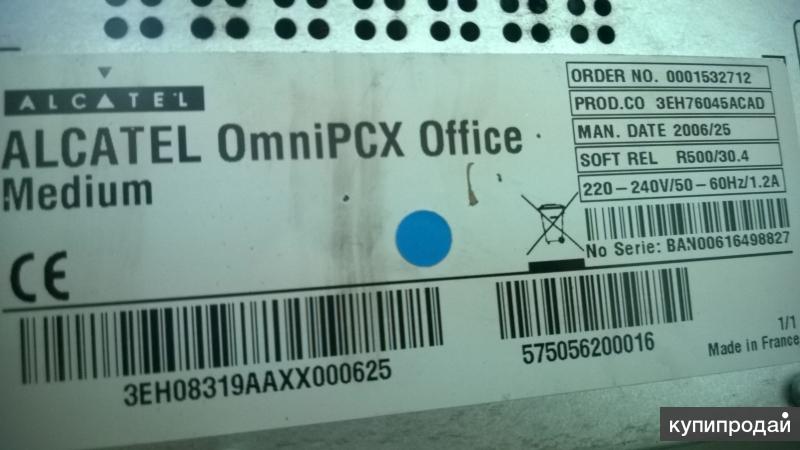 ALCATEL
ALCATEL OmniPCX Office
Medium
ORDER NO. 0001532712
PROD.CO 3EH76045ACAD
MAN. DATE 2006/25
SOFT REL R500/30.4
220-240V/50-60Hz/1.2A
No Serie: BAN00616498827
CE
3EH08319AAXX000625
575056200016
1/1
Made in France
купипродай